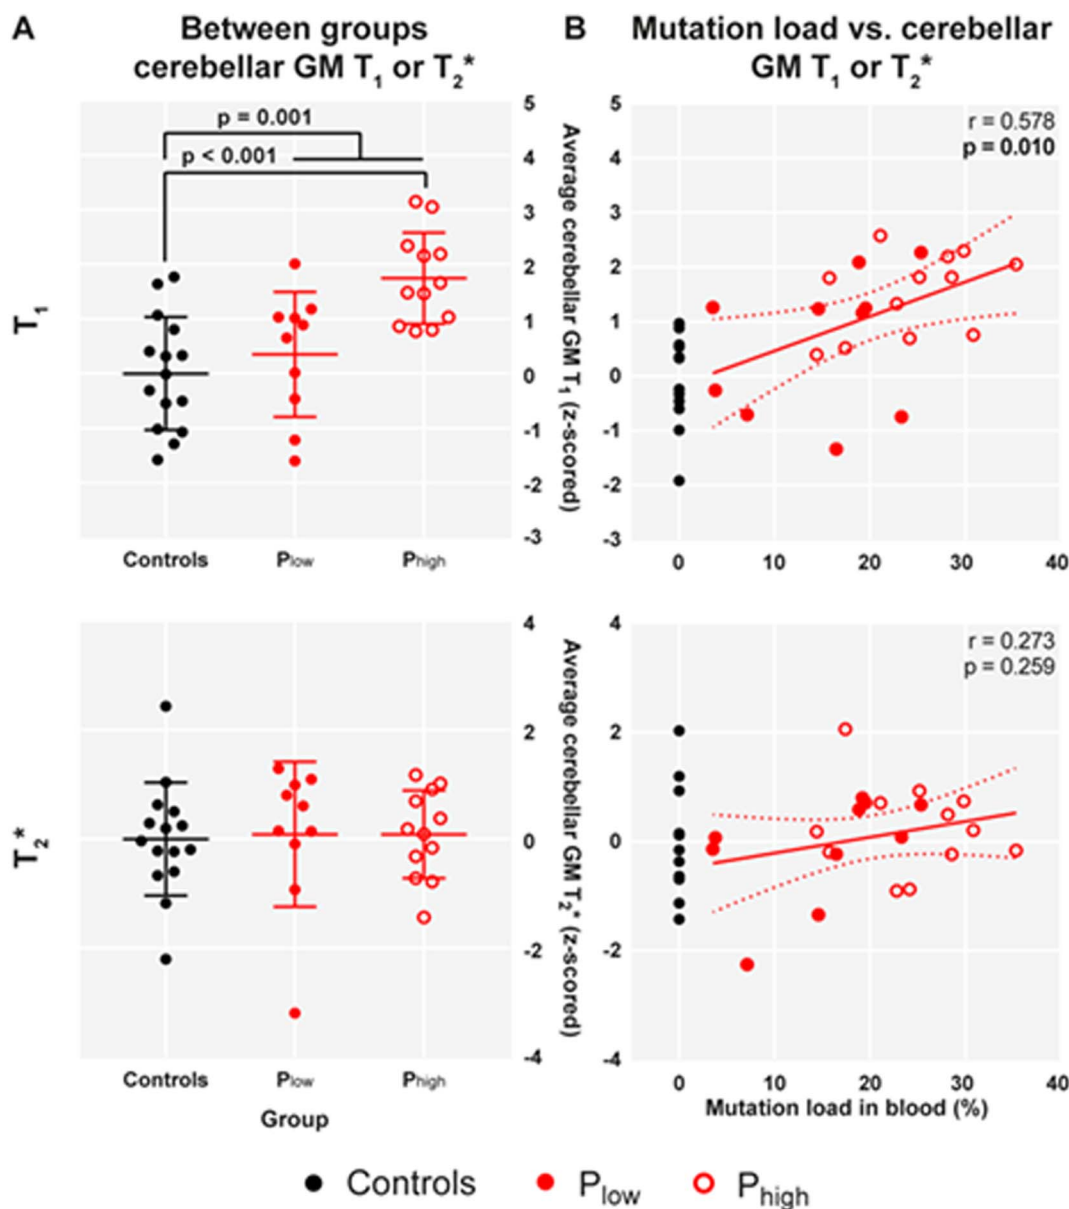 A
Between groups
cerebellar GM T1 or T2*
B
Mutation load vs. cerebellar
GM T1 or T2*
T1
p = 0.001
p < 0.001
5
4
3
2
1
0
-1
-2
-3
Controls
Plow
Phigh
Average cerebellar GM T1 (z-scored)
5
4
3
2
1
0
-1
-2
-3
r = 0.578
p = 0.010
0
10
20
30
40
T2*
4
2
0
-2
-4
Controls
Plow
Phigh
Group
Average cerebellar GM T2* (z-scored)
4
2
0
-2
-4
r = 0.273
p = 0.259
0
10
20
30
40
Mutation load in blood (%)
Controls
Plow
Phigh